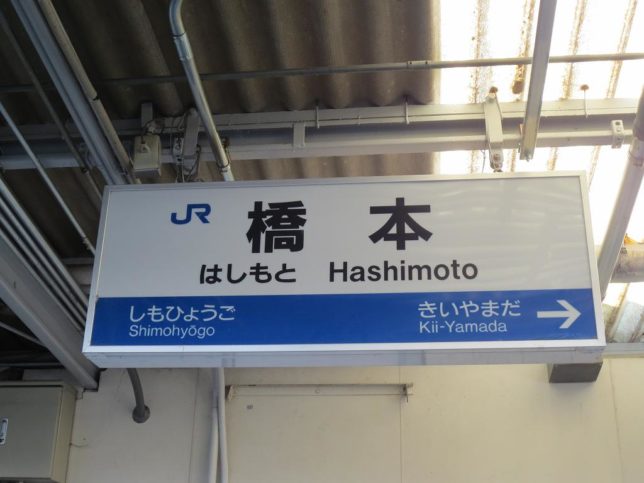 JR 橋本
はしもと Hashimoto
しもひょうご きいやまだ →
Shimohyōgo Kii-Yamada